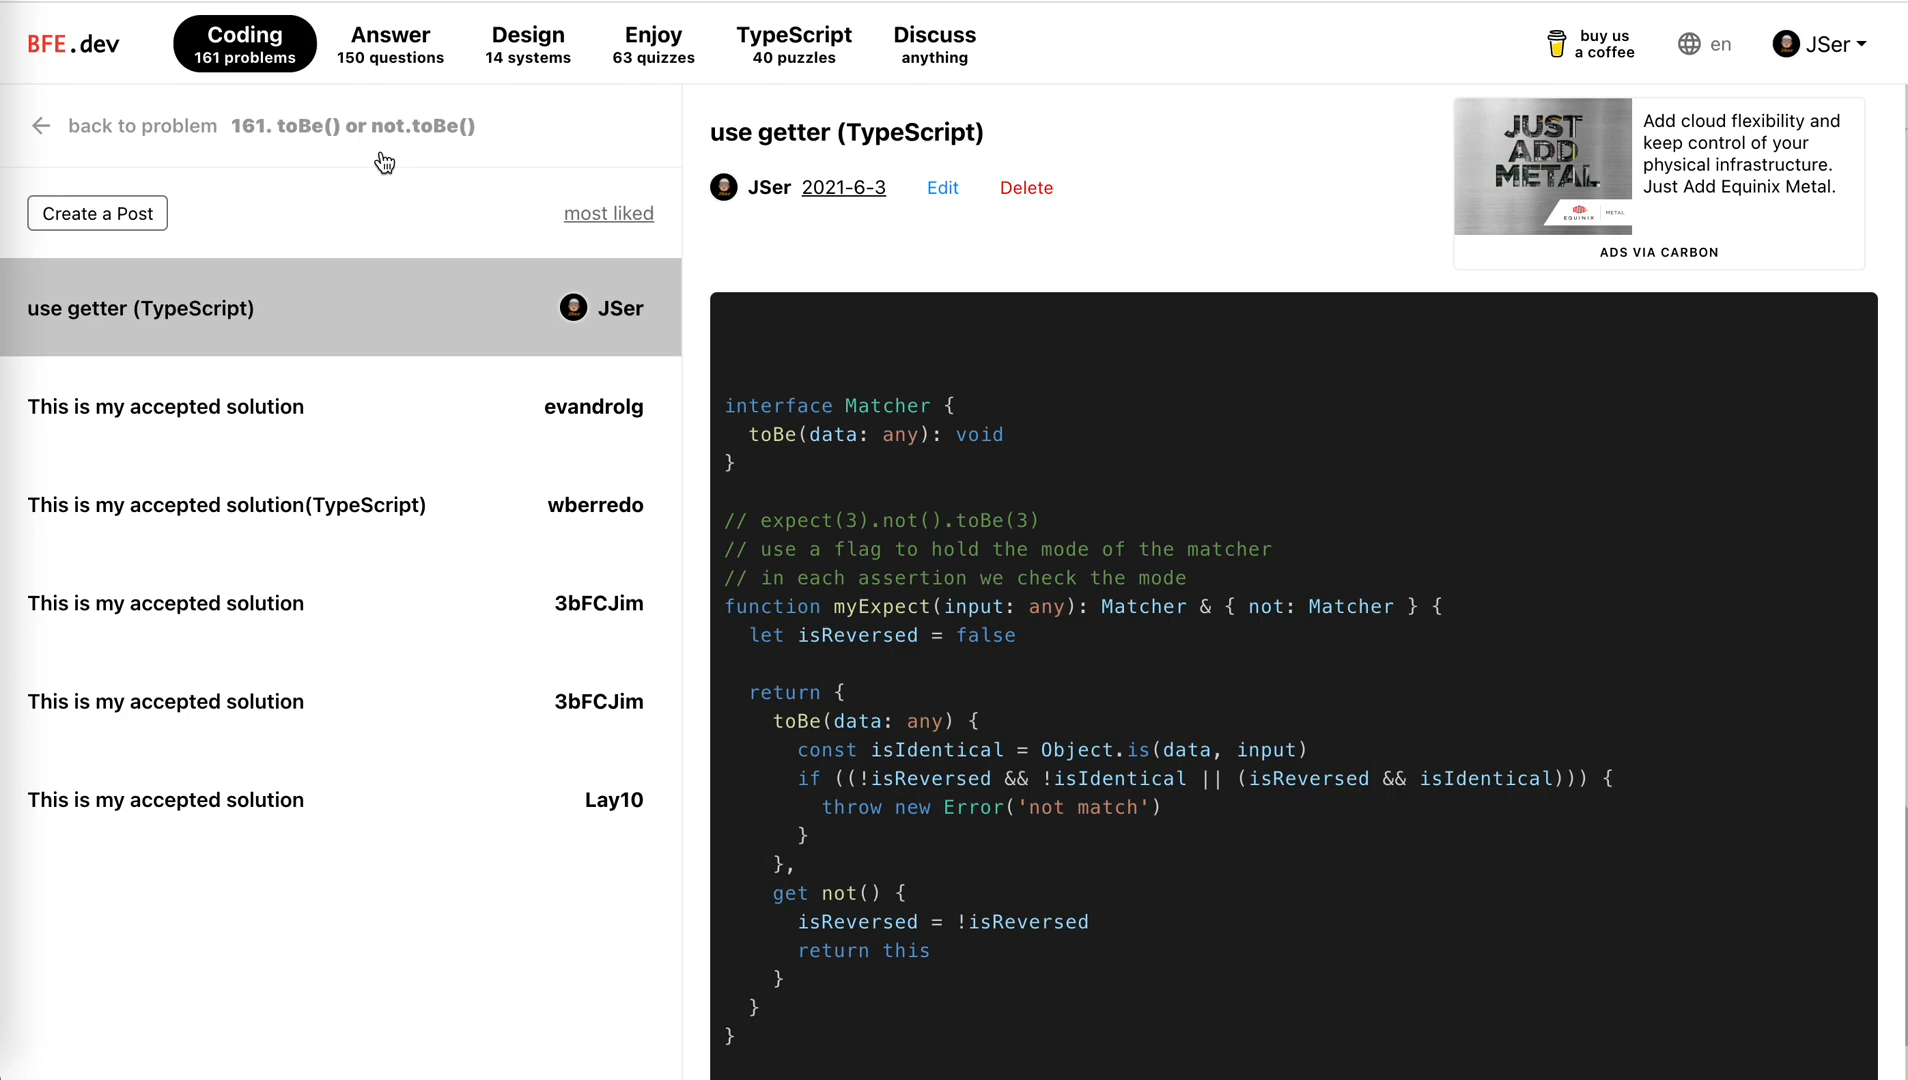 BFE.dev
Coding
161 problems
Answer
150 questions
Design
14 systems
Enjoy
63 quizzes
TypeScript
40 puzzles
Discuss
anything
buy us
a coffee
en
JSer
back to problem 161. toBe() or not.toBe()
Create a Post
most liked
use getter (TypeScript) JSer
This is my accepted solution evandrolg
This is my accepted solution(TypeScript) wberredo
This is my accepted solution 3bFCJim
This is my accepted solution 3bFCJim
This is my accepted solution Lay10
use getter (TypeScript)
JSer 2021-6-3 Edit Delete
JUST
ADD
METAL
EQUINIX METAL
Add cloud flexibility and
keep control of your
physical infrastructure.
Just Add Equinix Metal.
ADS VIA CARBON
interface Matcher {
  toBe(data: any): void
}
// expect(3).not().toBe(3)
// use a flag to hold the mode of the matcher
// in each assertion we check the mode
function myExpect(input: any): Matcher & { not: Matcher } {
  let isReversed = false
  return {
    toBe(data: any) {
      const isIdentical = Object.is(data, input)
      if ((!isReversed && !isIdentical || (isReversed && isIdentical))) {
        throw new Error('not match')
      }
    },
    get not() {
      isReversed = !isReversed
      return this
    }
  }
}